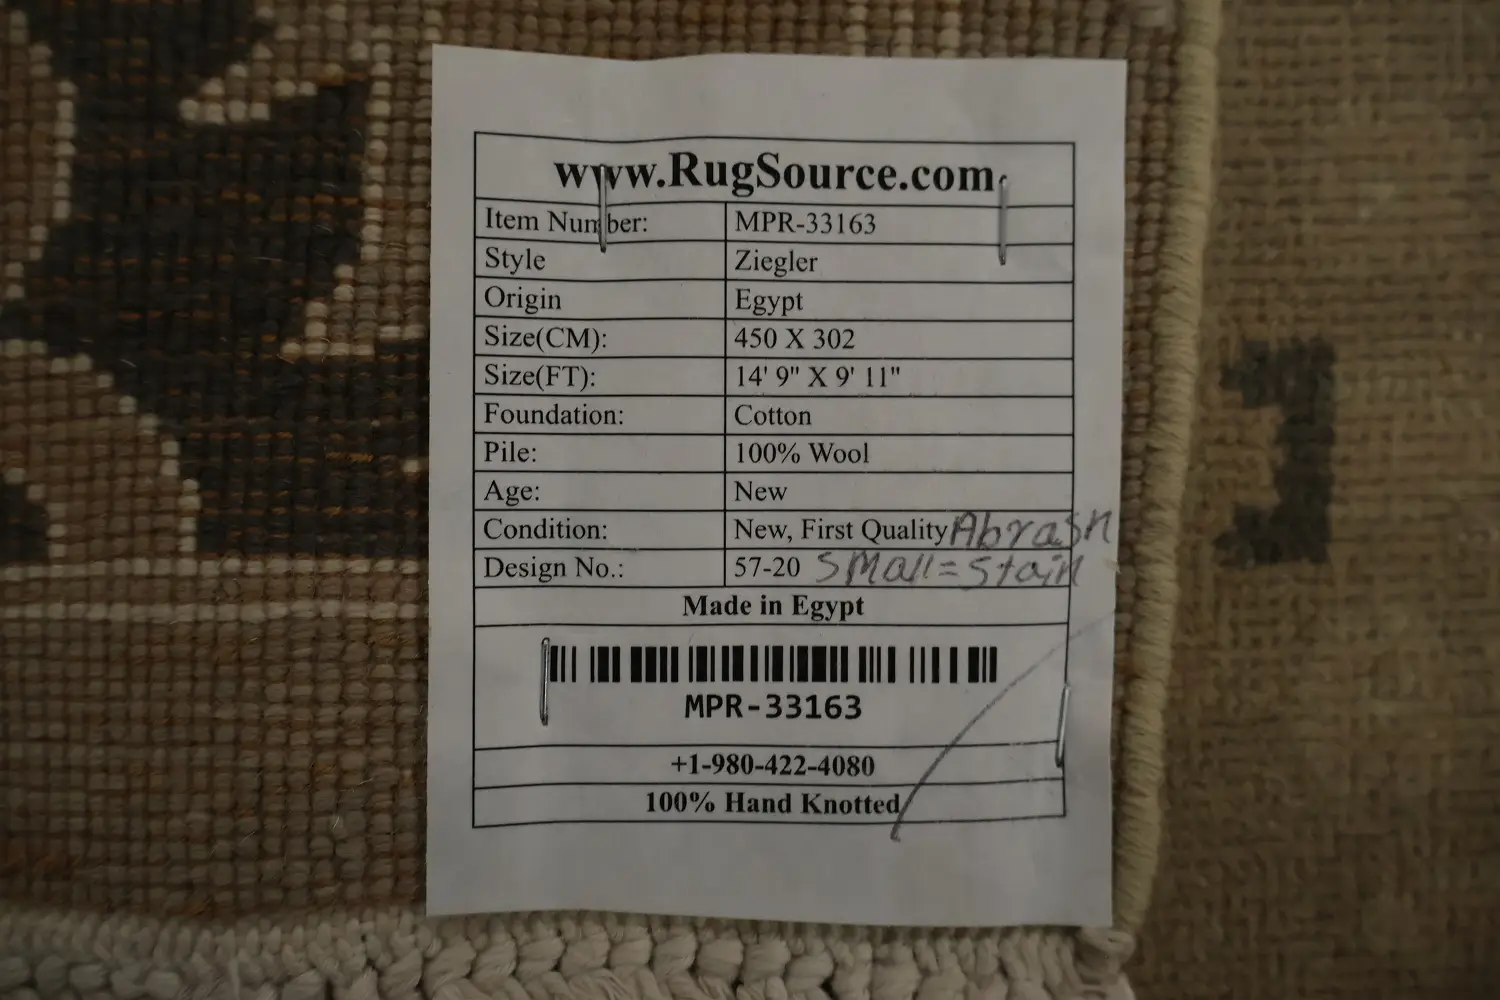 www.RugSource.com
Item Number: MPR-33163
Style Ziegler
Origin Egypt
Size(CM): 450 X 302
Size(FT): 14' 9" X 9' 11"
Foundation: Cotton
Pile: 100% Wool
Age: New
Condition: New, First Quality Abrash
Design No.: 57-20 Small=Stain
Made in Egypt
MPR-33163
+1-980-422-4080
100% Hand Knotted